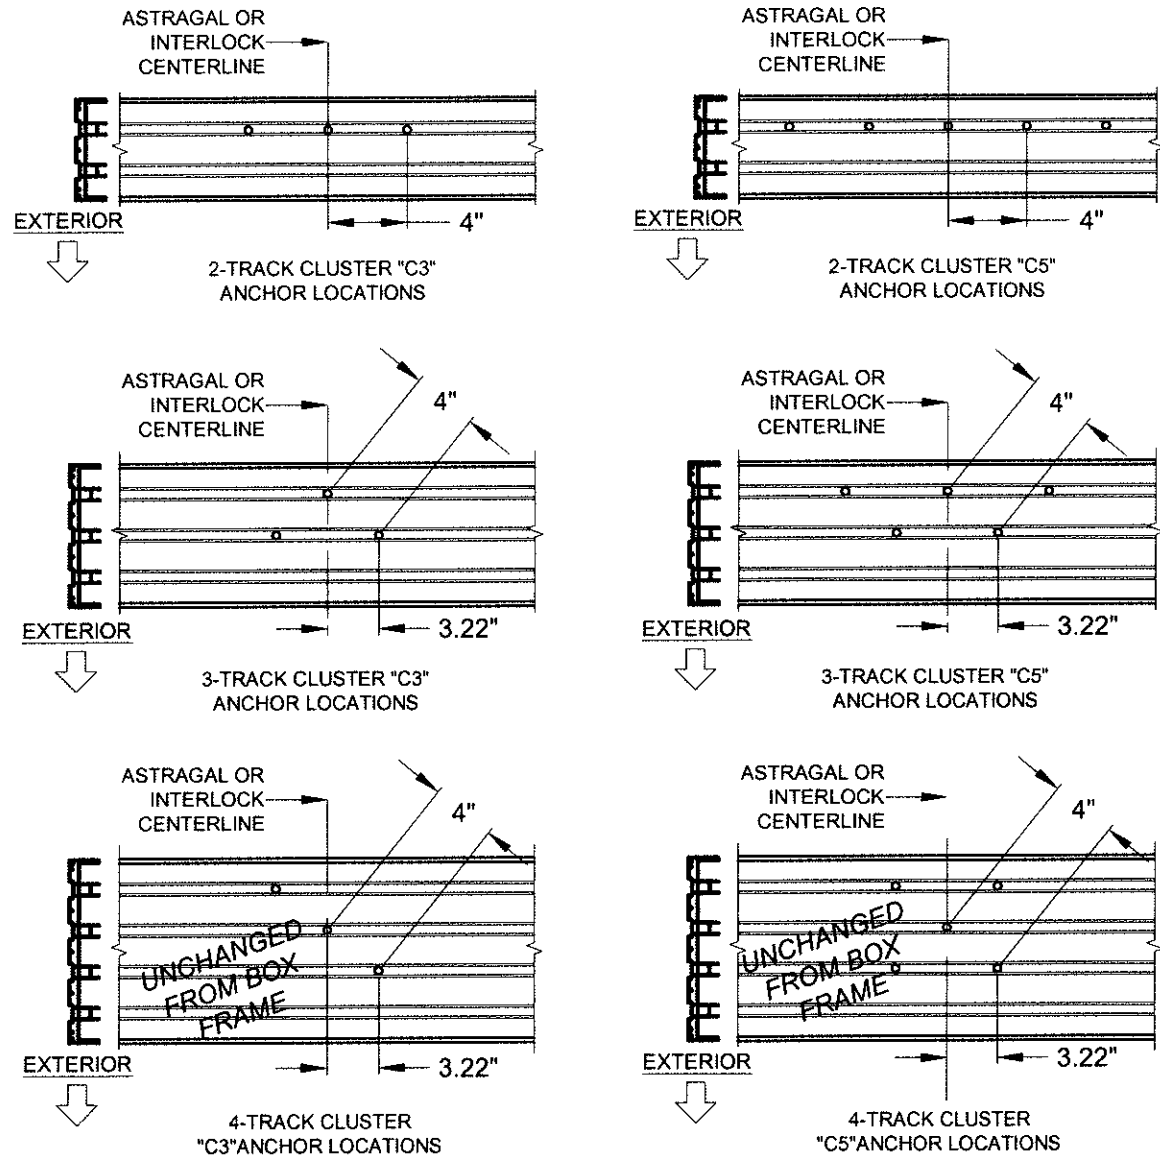 ASTRAGAL OR
INTERLOCK
CENTERLINE
EXTERIOR
4"
2-TRACK CLUSTER "C3"
ANCHOR LOCATIONS
ASTRAGAL OR
INTERLOCK
CENTERLINE
EXTERIOR
4"
2-TRACK CLUSTER "C5"
ANCHOR LOCATIONS
ASTRAGAL OR
INTERLOCK
CENTERLINE
4"
EXTERIOR
3.22"
3-TRACK CLUSTER "C3"
ANCHOR LOCATIONS
ASTRAGAL OR
INTERLOCK
CENTERLINE
4"
EXTERIOR
3.22"
3-TRACK CLUSTER "C5"
ANCHOR LOCATIONS
ASTRAGAL OR
INTERLOCK
CENTERLINE
4"
UNCHANGED
FROM BOX
FRAME
EXTERIOR
3.22"
4-TRACK CLUSTER
"C3"ANCHOR LOCATIONS
ASTRAGAL OR
INTERLOCK
CENTERLINE
4"
UNCHANGED
FROM BOX
FRAME
EXTERIOR
3.22"
4-TRACK CLUSTER
"C5"ANCHOR LOCATIONS